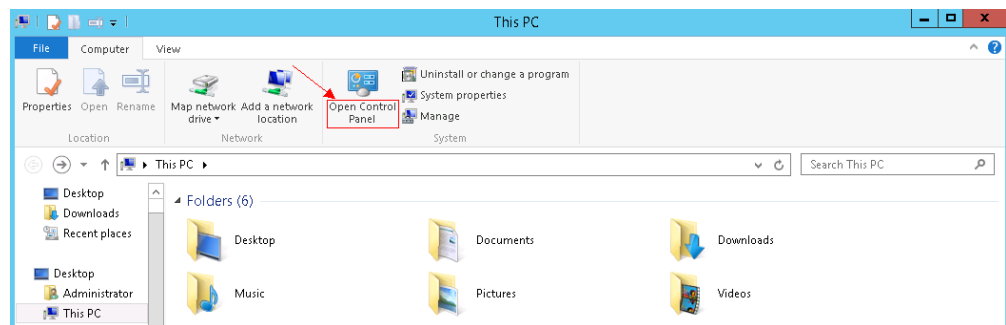 This PC
File Computer View
Properties Open Rename
Map network drive
Add a network location
Open Control Panel
Uninstall or change a program
System properties
Manage
Location Network System
This PC
Search This PC
Desktop
Downloads
Recent places
Desktop
Administrator
This PC
Folders (6)
Desktop Documents Downloads
Music Pictures Videos